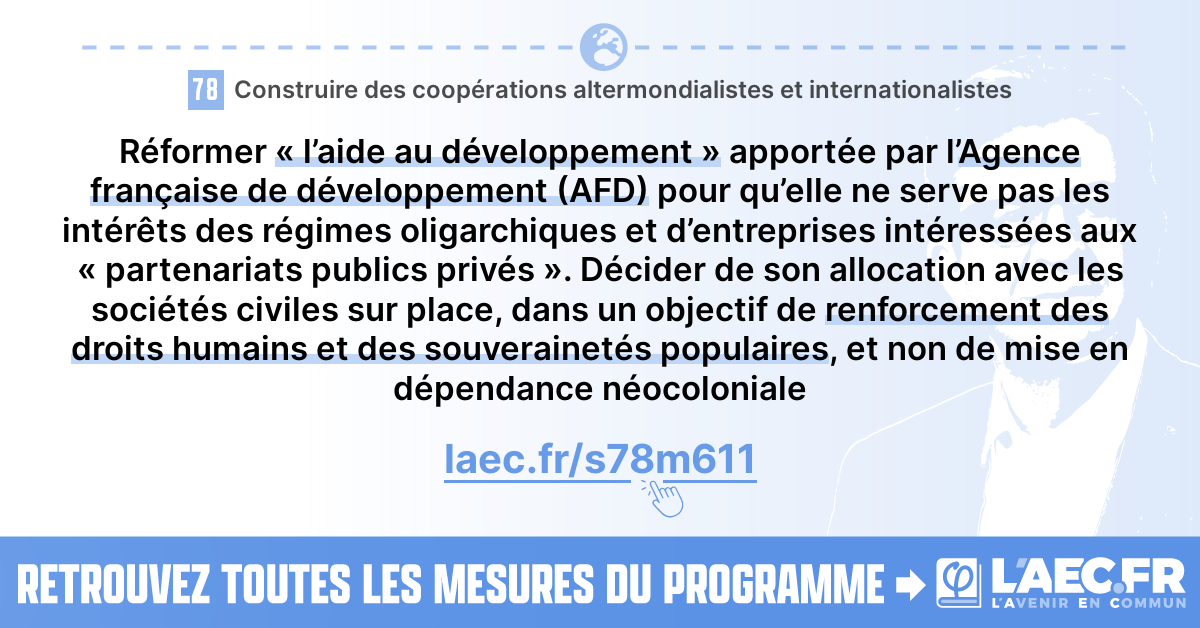 78 Construire des coopérations altermondialistes et internationalistes
Réformer « l’aide au développement » apportée par l’Agence
française de développement (AFD) pour qu’elle ne serve pas les
intérêts des régimes oligarchiques et d’entreprises intéressées aux
« partenariats publics privés ». Décider de son allocation avec les
sociétés civiles sur place, dans un objectif de renforcement des
droits humains et des souverainetés populaires, et non de mise en
dépendance néocoloniale
laec.fr/s78m611
RETROUVEZ TOUTES LES MESURES DU PROGRAMME
φ L'AEC.FR
L'AVENIR EN COMMUN